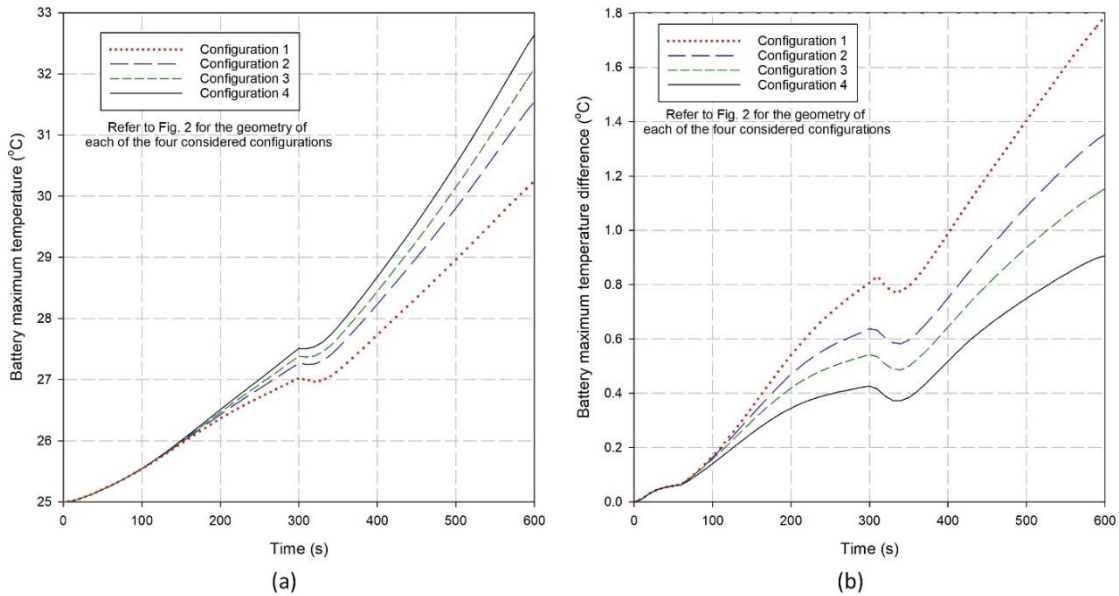 33
32
31
30
29
28
27
26
25
Battery maximum temperature (°C)
Configuration 1
Configuration 2
Configuration 3
Configuration 4
Refer to Fig. 2 for the geometry of
each of the four considered configurations
0 100 200 300 400 500 600
Time (s)
(a)
1.8
1.6
1.4
1.2
1.0
0.8
0.6
0.4
0.2
0.0
Battery maximum temperature difference (°C)
Configuration 1
Configuration 2
Configuration 3
Configuration 4
Refer to Fig. 2 for the geometry of
each of the four considered configurations
0 100 200 300 400 500 600
Time (s)
(b)